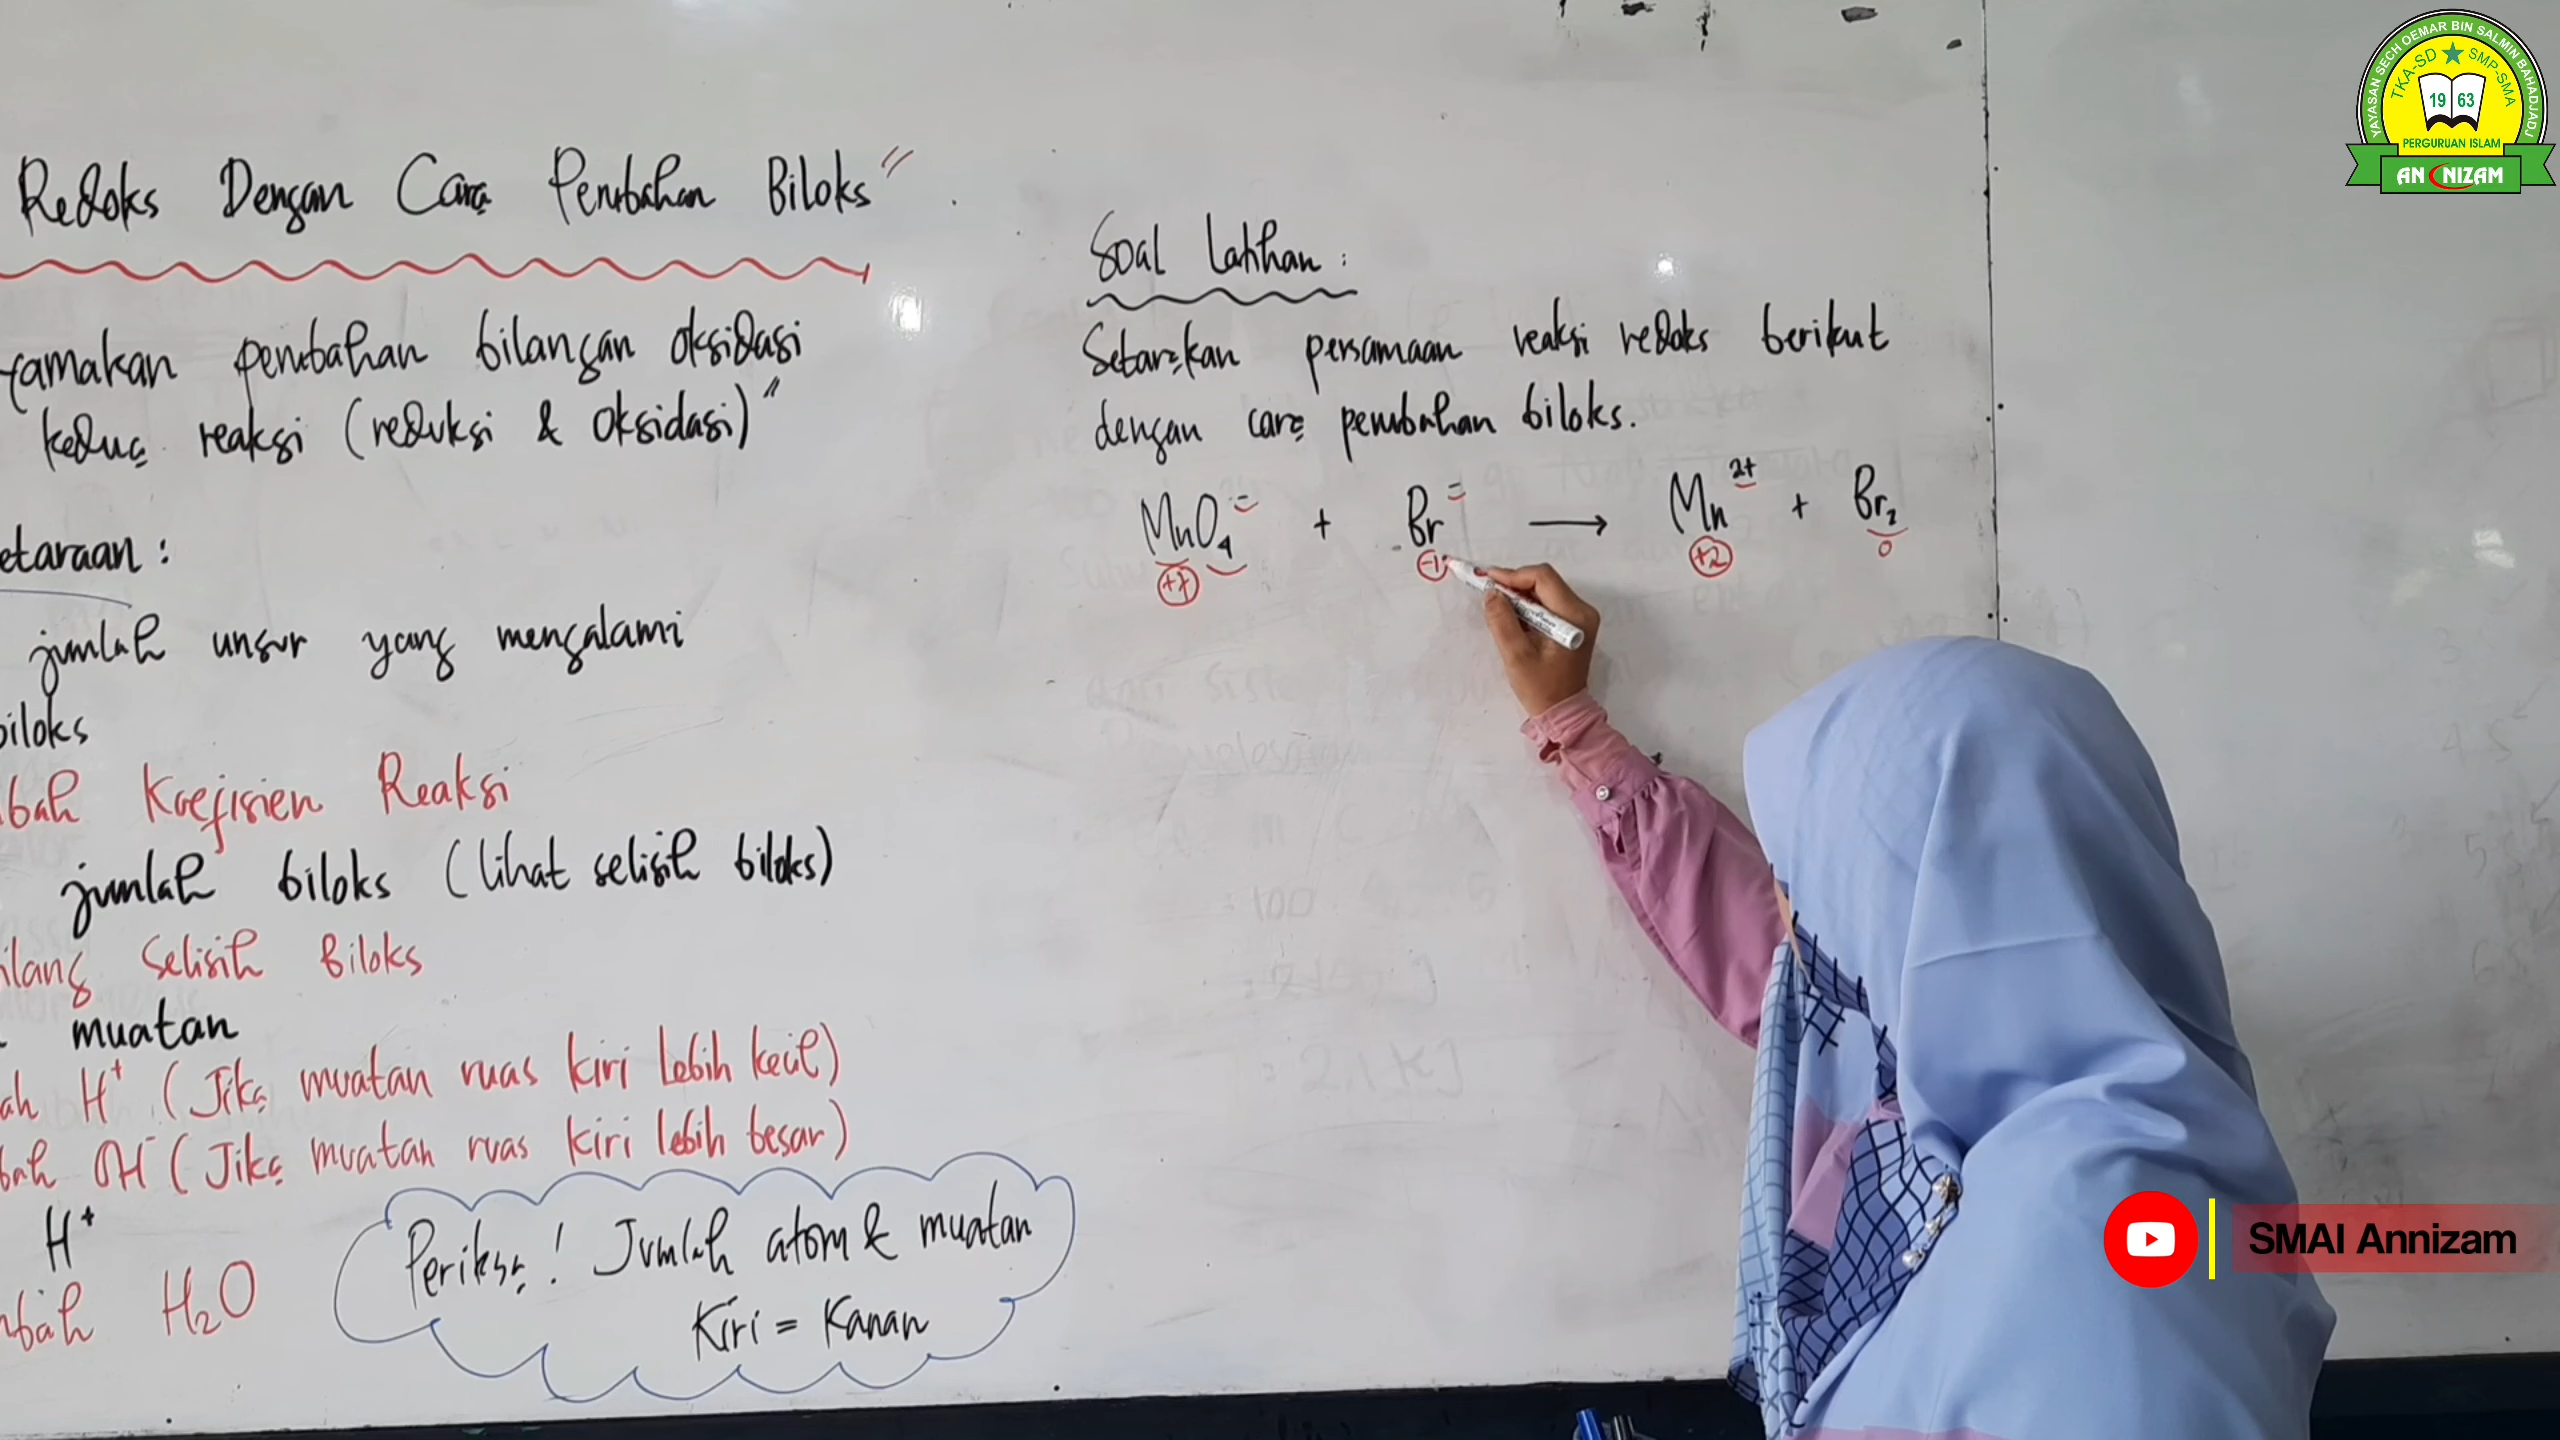 Redoks Dengan Cara Perubahan Biloks"
yamakan perubahan bilangan oksidasi
kedua reaksi (reduksi & oksidasi)"
etaraan :
jumlah unsur yang mengalami
biloks
bah Koefisien Reaksi
jumlah biloks (lihat selisih biloks)
ilang Selisih Biloks
muatan
ah H⁺ (Jika muatan ruas kiri lebih kecil)
bah OH⁻ (Jika muatan ruas kiri lebih besar)
H⁺
mbah H₂O
Periksa! Jumlah atom & muatan
Kiri = Kanan
Soal Latihan :
Setarakan persamaan reaksi redoks berikut
dengan cara perubahan biloks.
MnO₄⁻ + Br⁻ → Mn²⁺ + Br₂
+7 -1 +2 0
YAYASAN SECH OEMAR BIN SALMIN BAHADJADJ
TKA-SD SMP-SMA
19 63
PERGURUAN ISLAM
AN NIZAM
SMAI Annizam